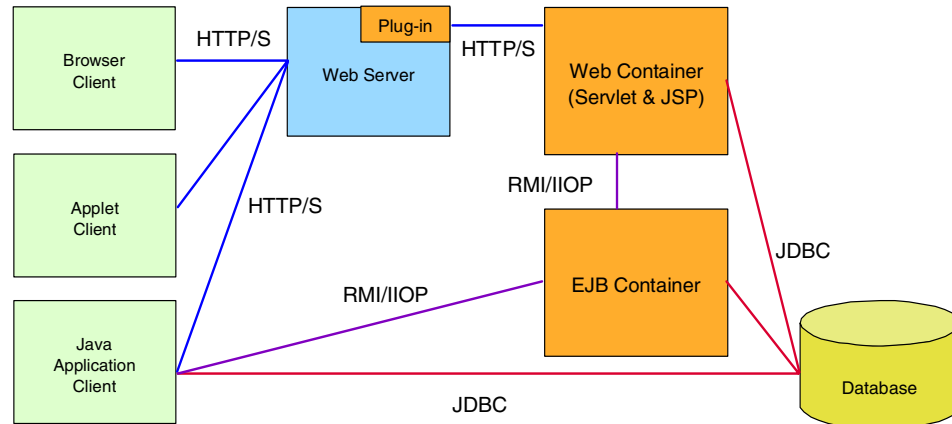 Plug-in
HTTP/S
HTTP/S
Browser
Client
Web Server
Web Container
(Servlet & JSP)
RMI/IIOP
Applet
Client
HTTP/S
JDBC
RMI/IIOP
EJB Container
Java
Application
Client
Database
JDBC